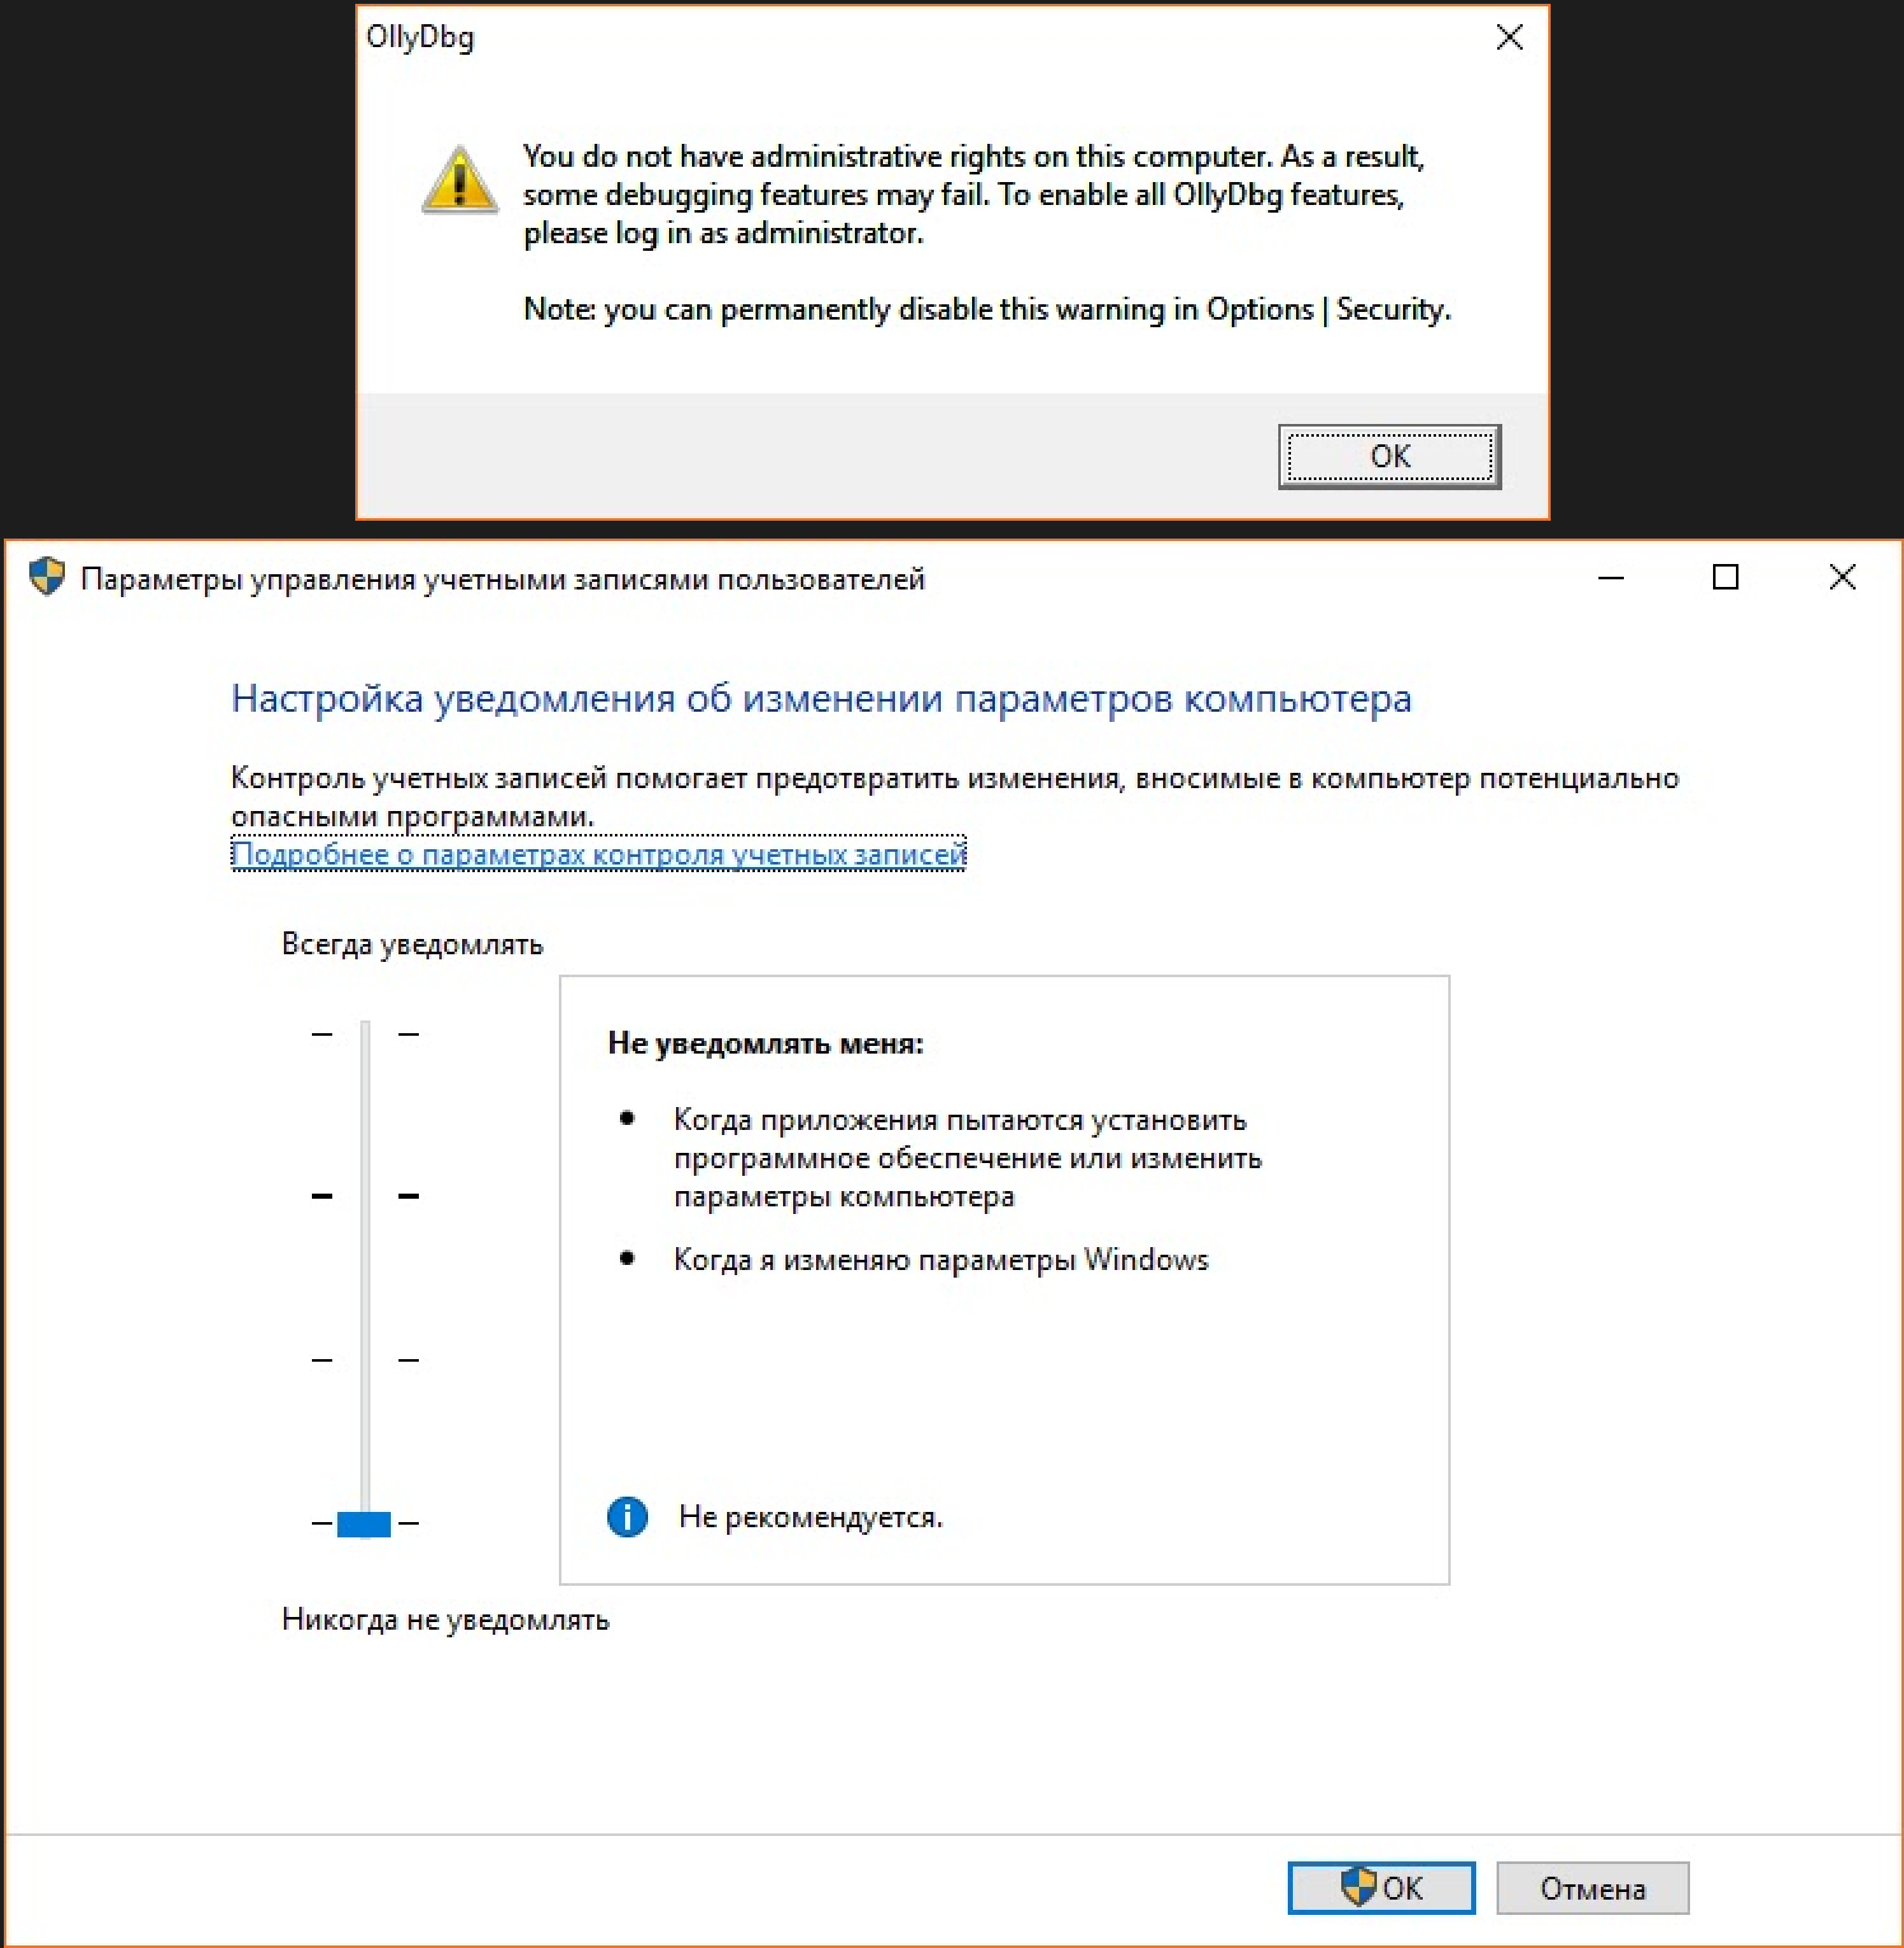 OllyDbg
You do not have administrative rights on this computer. As a result,
some debugging features may fail. To enable all OllyDbg features,
please log in as administrator.
Note: you can permanently disable this warning in Options | Security.
OK
Параметры управления учетными записями пользователей
Настройка уведомления об изменении параметров компьютера
Контроль учетных записей помогает предотвратить изменения, вносимые в компьютер потенциально
опасными программами.
Подробнее о параметрах контроля учетных записей
Всегда уведомлять
Не уведомлять меня:
Когда приложения пытаются установить
программное обеспечение или изменить
параметры компьютера
Когда я изменяю параметры Windows
Не рекомендуется.
Никогда не уведомлять
ОК
Отмена